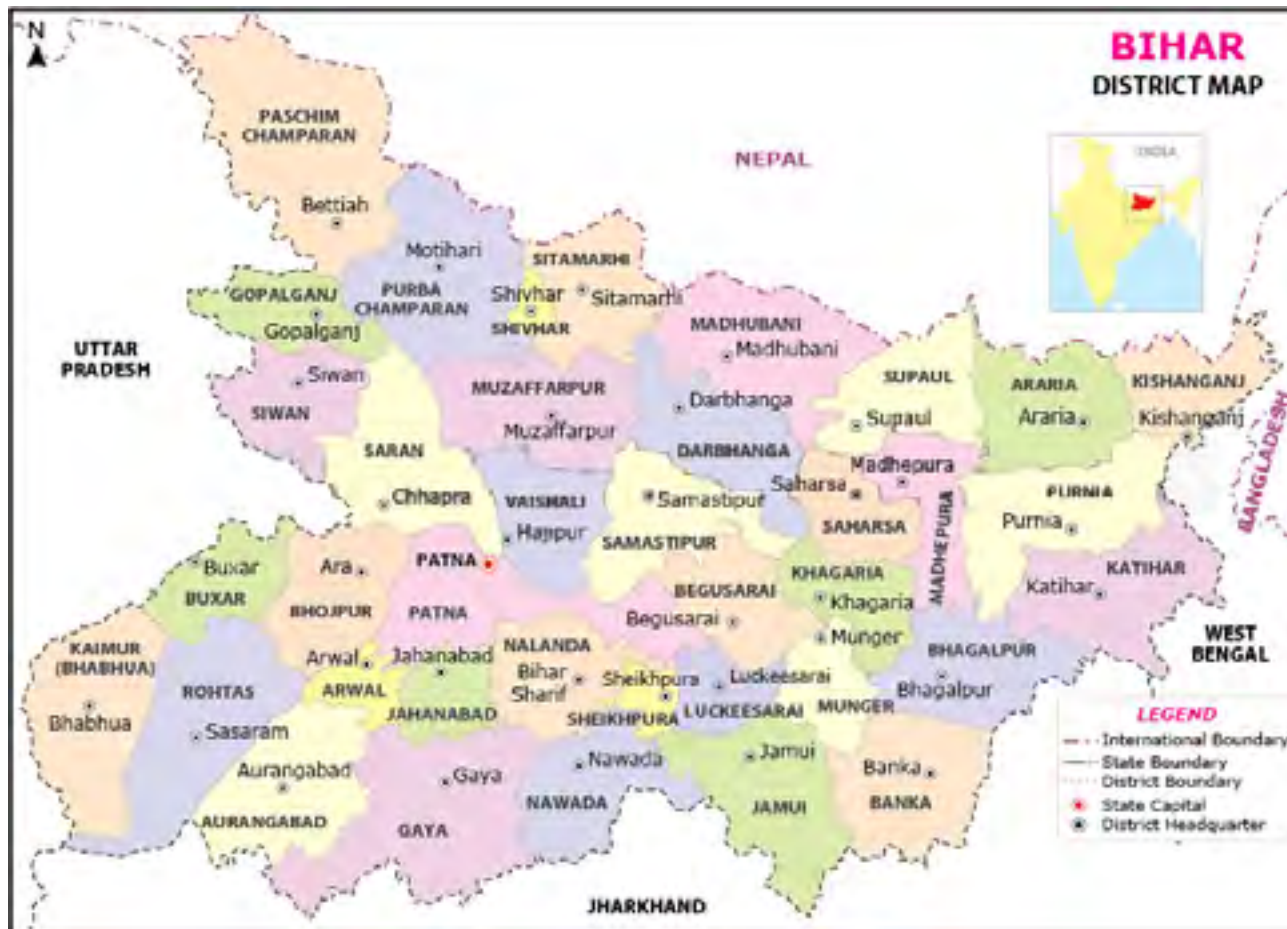 N
BIHAR
DISTRICT MAP
INDIA
PASCHIM
CHAMPARAN
NEPAL
Bettiah
Motihari
SITAMARHI
GOPALGANJ
PURBA
CHAMPARAN
Shivhar
Sitamarhi
Gopalganj
SHIVHAR
MADHUBANI
UTTAR
PRADESH
Madhubani
Siwan
SUPAUL
ARARIA
KISHANGANJ
SIWAN
MUZAFFARPUR
Darbhanga
Supaul
Araria
Kishanganj
Muzaffarpur
SARAN
DARBHANGA
Madhepura
BANGLADESH
Chhapra
VAISHALI
Samastipur
Saharsa
PURNIA
SAHARSA
Purnia
Hajipur
SAMASTIPUR
MADHEPURA
PATNA
Ara
KHAGARIA
KATIHAR
Buxar
BEGUSARAI
Katihar
BUXAR
BHOJPUR
PATNA
Khagaria
Begusarai
KAIMUR
(BHABHUA)
NALANDA
Munger
WEST
BENGAL
Arwal
Jahanabad
BHAGALPUR
Bihar
Sharif
Sheikhpura
Luckeesarai
ROHTAS
ARWAL
Bhagalpur
Bhabhua
JAHANABAD
SHEIKHPURA
LUCKEESARAI
MUNGER
Sasaram
LEGEND
International Boundary
State Boundary
District Boundary
State Capital
District Headquarter
Aurangabad
Gaya
Nawada
Jamui
Banka
AURANGABAD
GAYA
NAWADA
JAMUI
BANKA
JHARKHAND